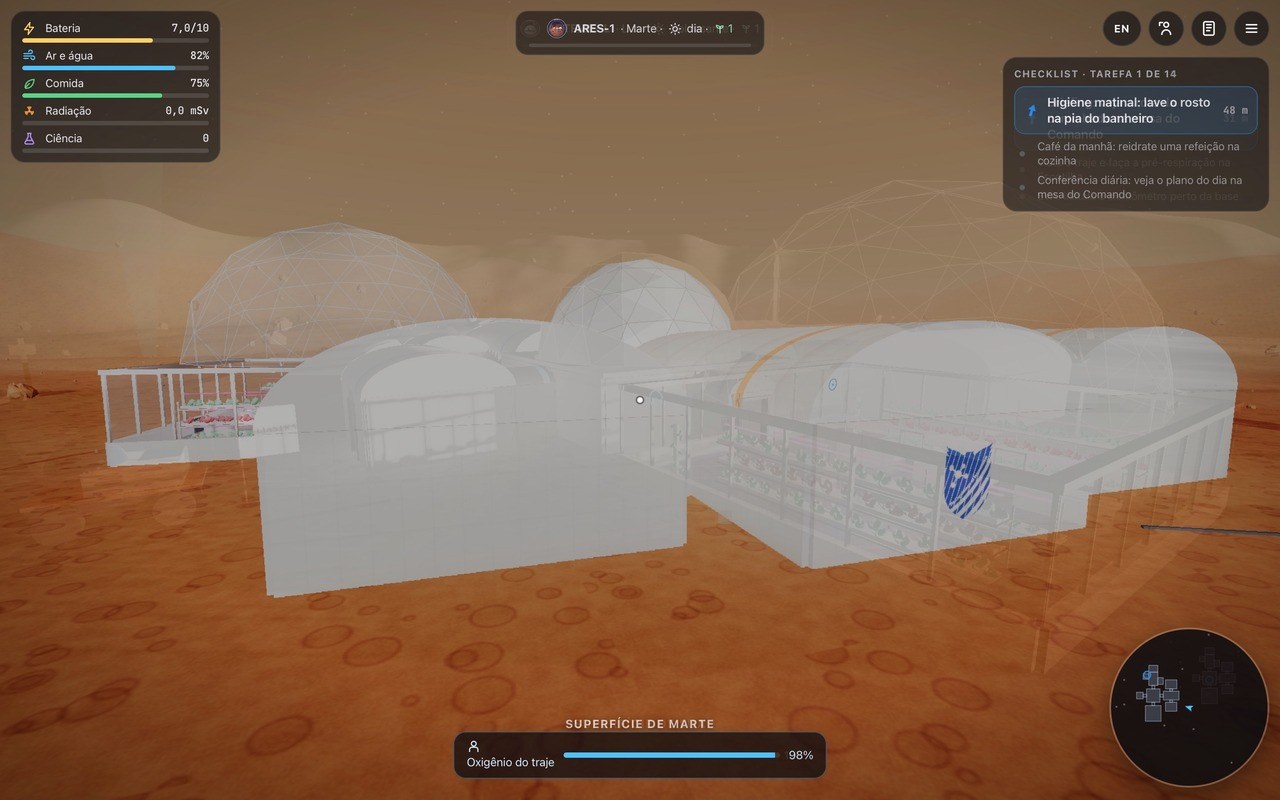 Bateria 7,0/10
Ar e água 82%
Comida 75%
Radiação 0,0 mSv
Ciência 0
ARES-1 · Marte · dia · 1
EN
CHECKLIST · TAREFA 1 DE 14
Higiene matinal: lave o rosto
na pia do banheiro
48 m
Comando
Café da manhã: reidrate uma refeição na
cozinha
Conferência diária: veja o plano do dia na
mesa do Comando
SUPERFÍCIE DE MARTE
Oxigênio do traje 98%